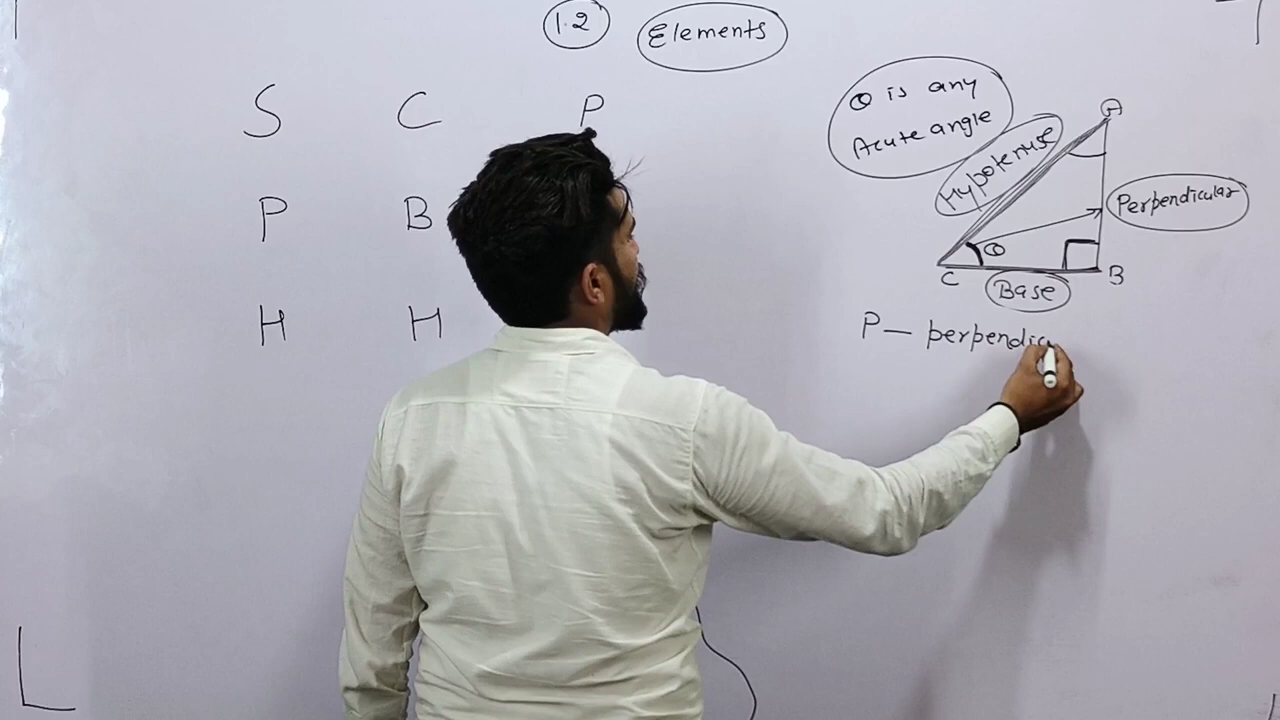 1.2
Elements
S C P
P B
H H
θ is any
Acute angle
Hypotenuse
A
Perpendicular
θ
C
Base
B
P — perpendic